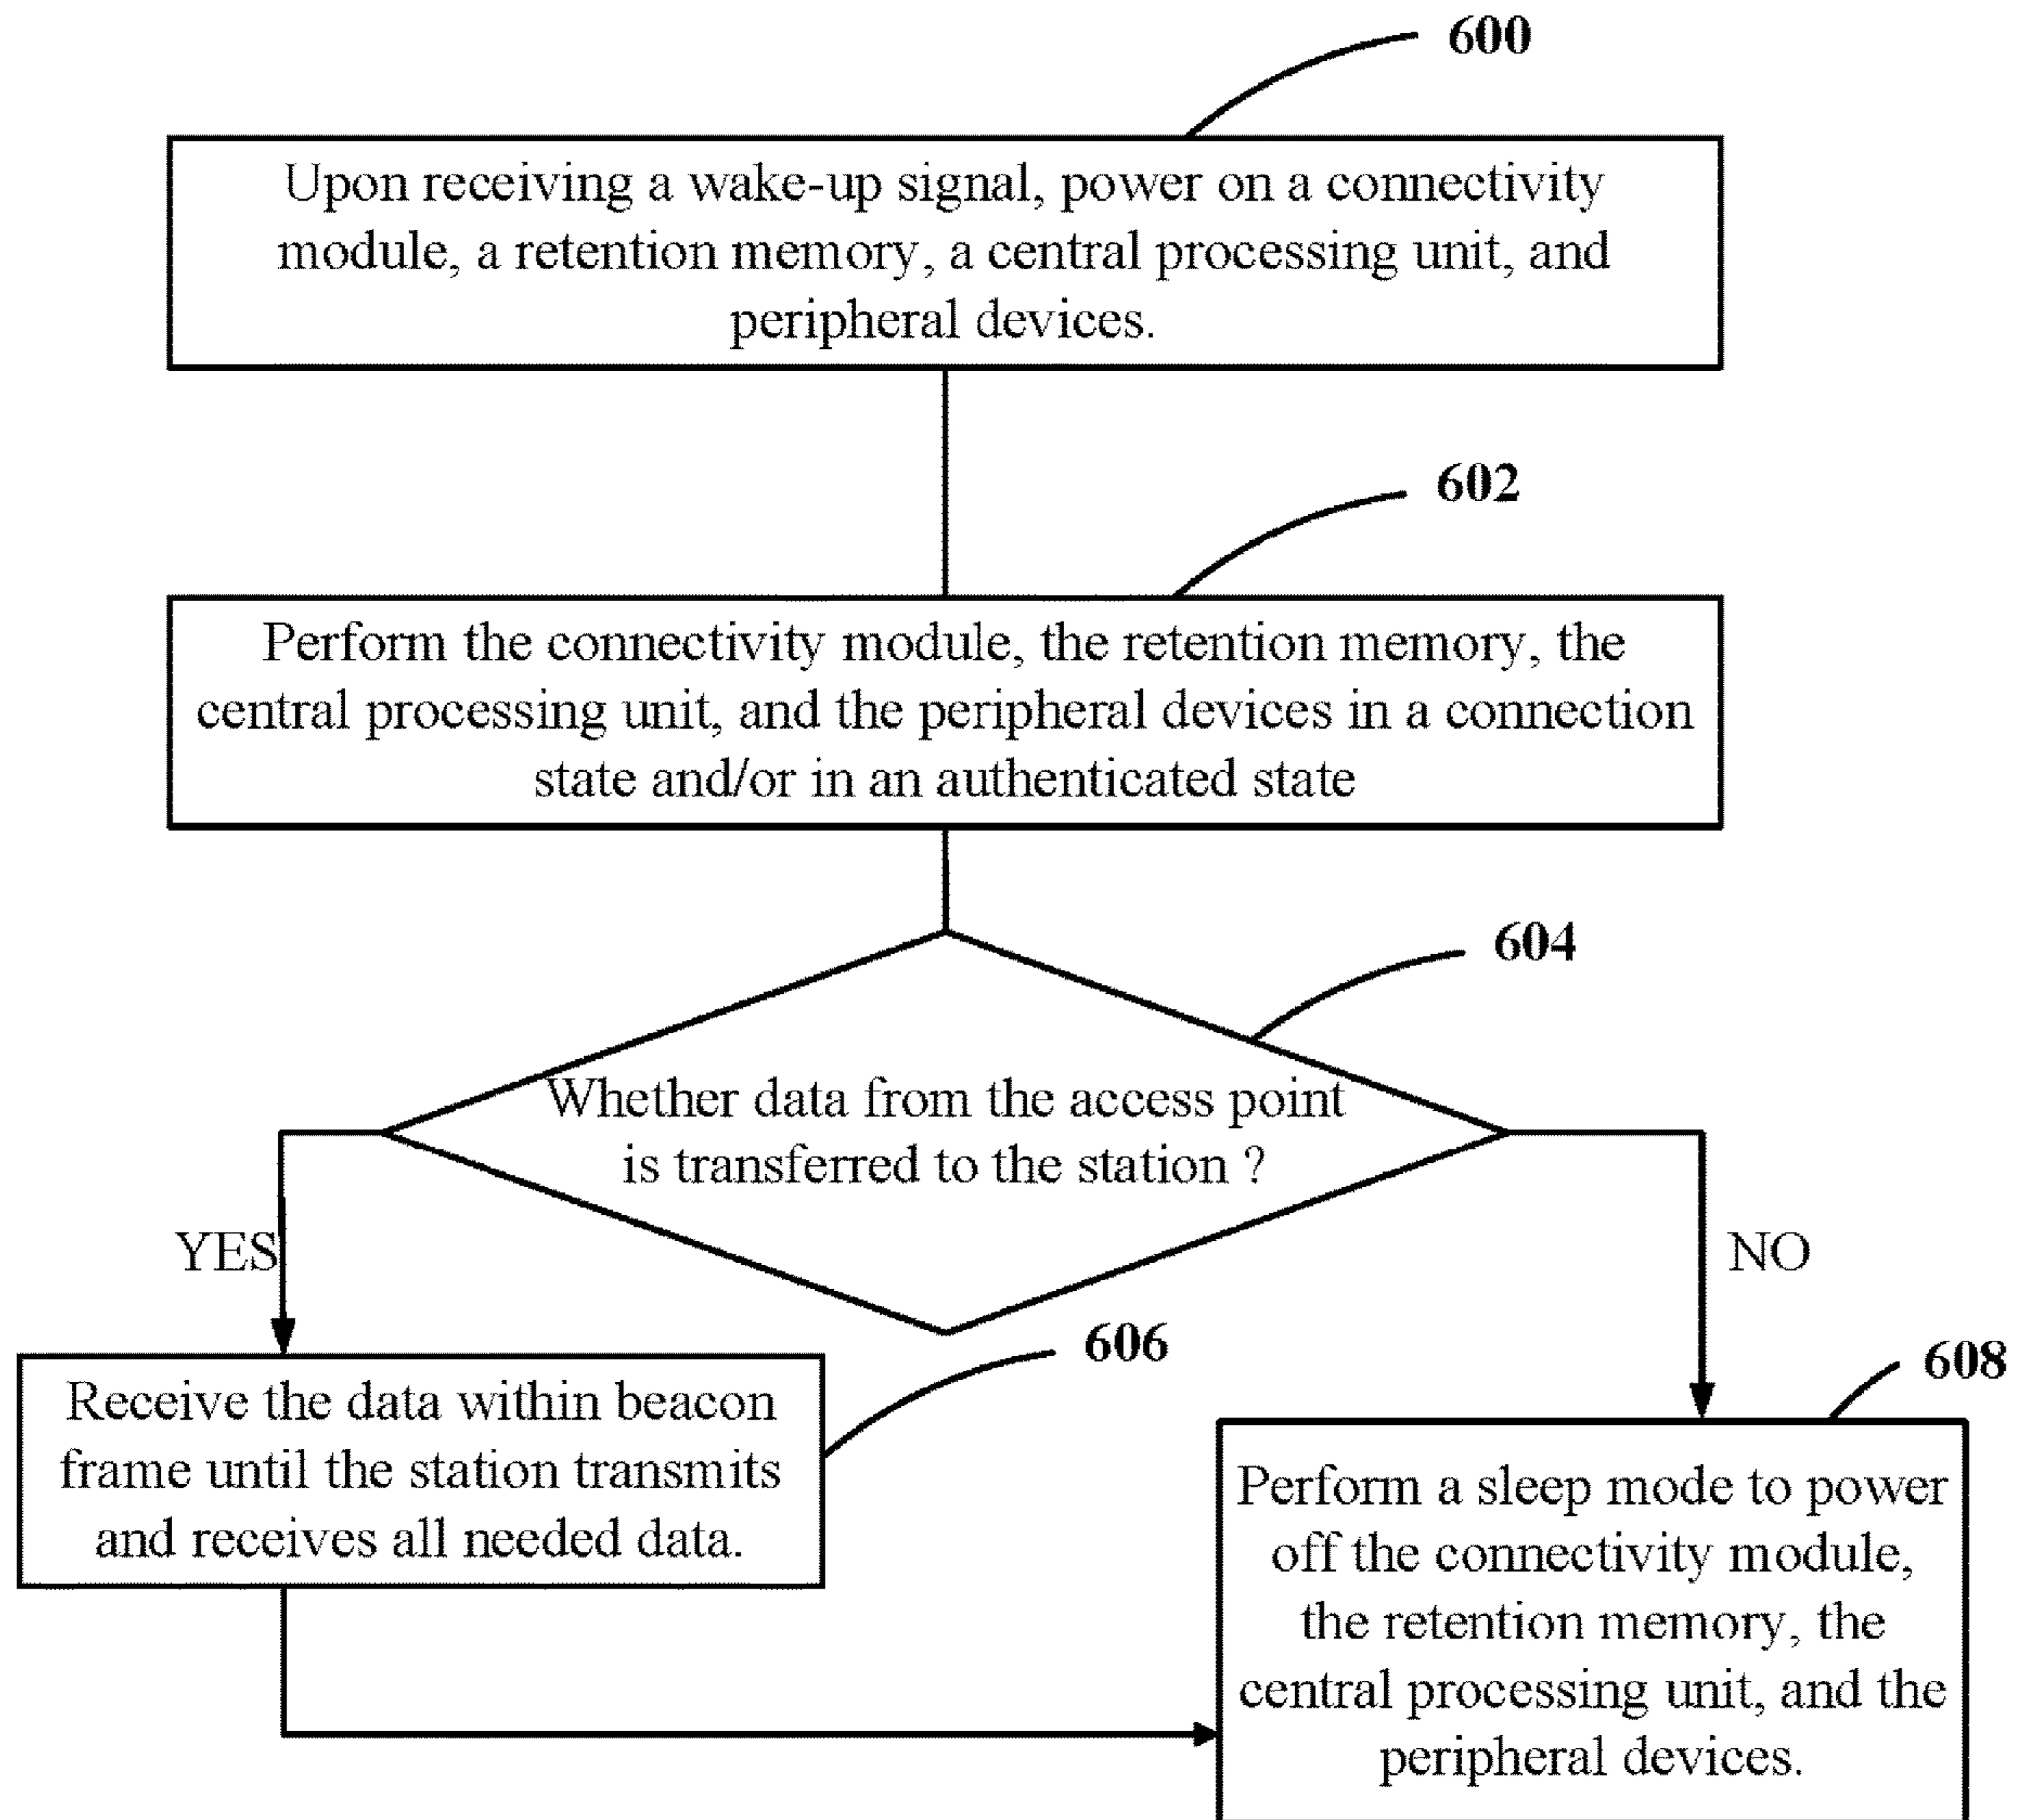 600
Upon receiving a wake-up signal, power on a connectivity
module, a retention memory, a central processing unit, and
peripheral devices.
602
Perform the connectivity module, the retention memory, the
central processing unit, and the peripheral devices in a connection
state and/or in an authenticated state
604
Whether data from the access point
is transferred to the station ?
YES
NO
606
Receive the data within beacon
frame until the station transmits
and receives all needed data.
608
Perform a sleep mode to power
off the connectivity module,
the retention memory, the
central processing unit, and the
peripheral devices.